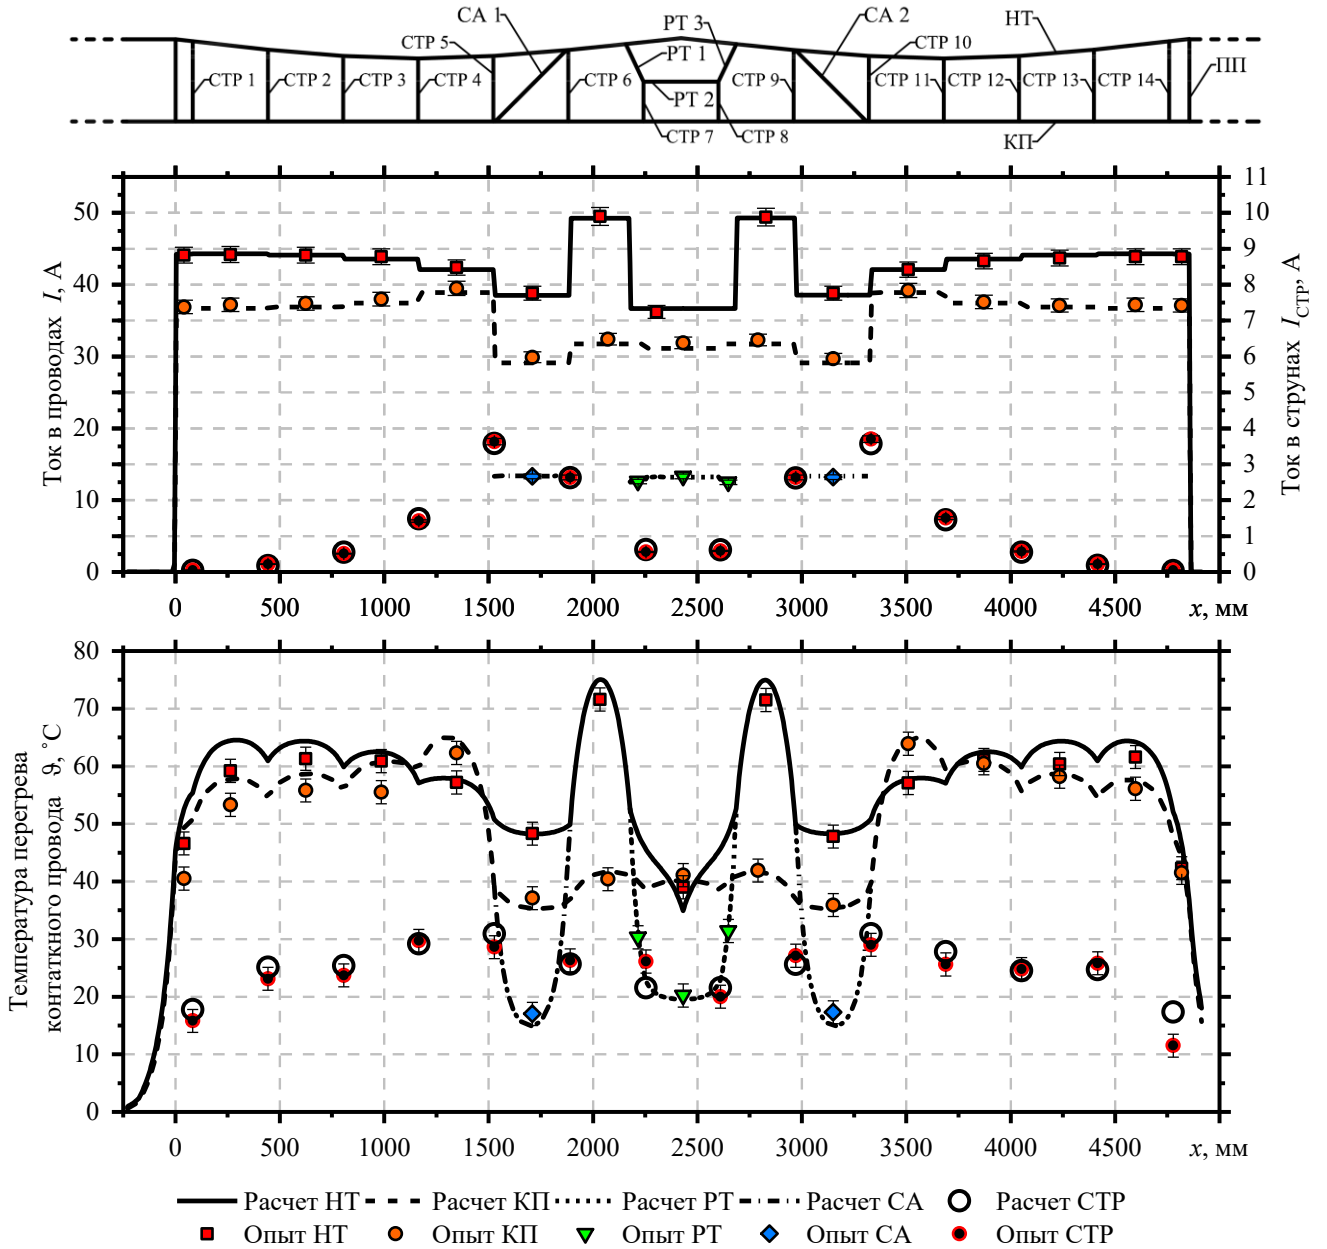 СА 1
РТ 3
СА 2
НТ
СТР 5
РТ 1
СТР 10
СТР 1
СТР 2
СТР 3
СТР 4
СТР 6
РТ 2
СТР 9
СТР 11
СТР 12
СТР 13
СТР 14
ПП
СТР 7
СТР 8
КП
Ток в проводах I, А
50
40
30
20
10
0
11
10
9
8
7
6
5
4
3
2
1
0
Ток в струнах IСТР, А
0
500
1000
1500
2000
2500
3000
3500
4000
4500
x, мм
Температура перегрева
контаткного провода ϑ, ˚С
80
70
60
50
40
30
20
10
0
0
500
1000
1500
2000
2500
3000
3500
4000
4500
x, мм
Расчет НТ
Расчет КП
Расчет РТ
Расчет СА
Расчет СТР
Опыт НТ
Опыт КП
Опыт РТ
Опыт СА
Опыт СТР